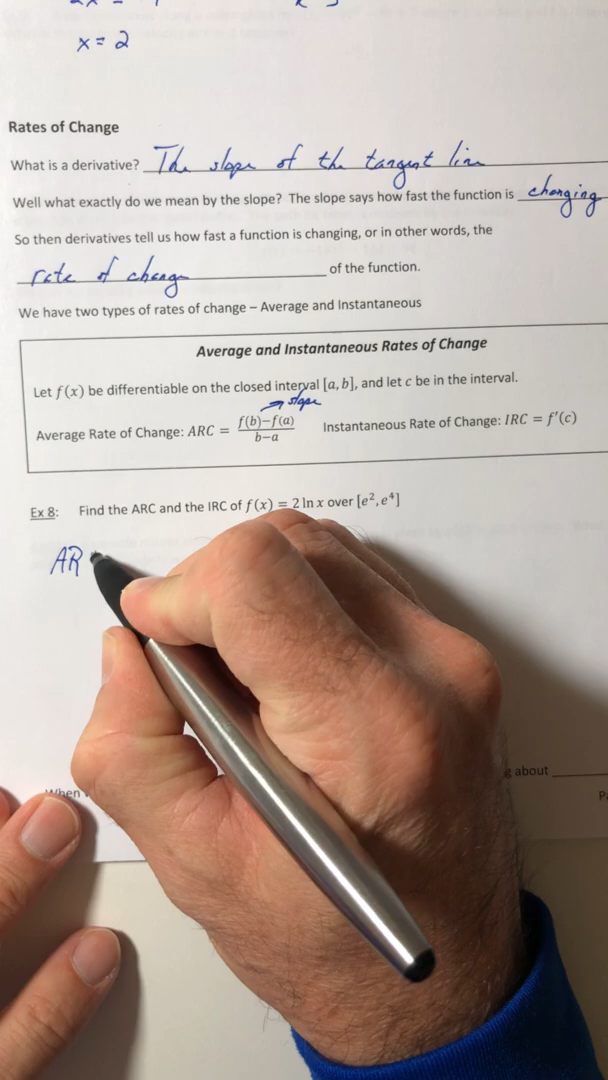 x = 2
Rates of Change
What is a derivative? The slope of the tangent line
Well what exactly do we mean by the slope? The slope says how fast the function is changing
So then derivatives tell us how fast a function is changing, or in other words, the
rate of change of the function.
We have two types of rates of change – Average and Instantaneous
Average and Instantaneous Rates of Change
Let f(x) be differentiable on the closed interval [a, b], and let c be in the interval.
→ slope
Average Rate of Change: ARC = f(b)−f(a) / b−a Instantaneous Rate of Change: IRC = f′(c)
Ex 8: Find the ARC and the IRC of f(x) = 2 ln x over [e², e⁴]
AR
about
When